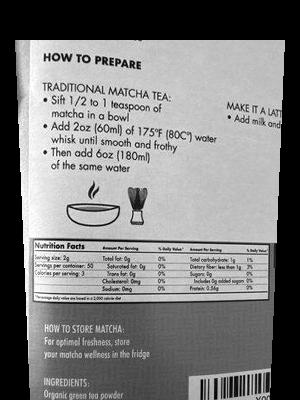 HOW TO PREPARE
TRADITIONAL MATCHA TEA:
• Sift 1/2 to 1 teaspoon of
matcha in a bowl
• Add 2oz (60ml) of 175°F (80C°) water
whisk until smooth and frothy
• Then add 6oz (180ml)
of the same water
MAKE IT A LATT
• Add milk and
Nutrition Facts
Serving size: 2g
Servings per container: 50
Calories per serving: 3
Amount Per Serving % Daily Value*
Total fat: 0g 0%
Saturated fat: 0g 0%
Trans fat: 0g 0%
Cholesterol: 0mg 0%
Sodium: 0mg 0%
Amount Per Serving % Daily Value*
Total carbohydrate: 1g 1%
Dietary fiber: less than 1g 3%
Sugars: 0g 0%
Includes 0g added sugars 0%
Protein: 0.56g 0%
*Percentage daily value are based in a 2,000 calorie diet
HOW TO STORE MATCHA:
For optimal freshness, store
your matcha wellness in the fridge
INGREDIENTS:
Organic green tea powder